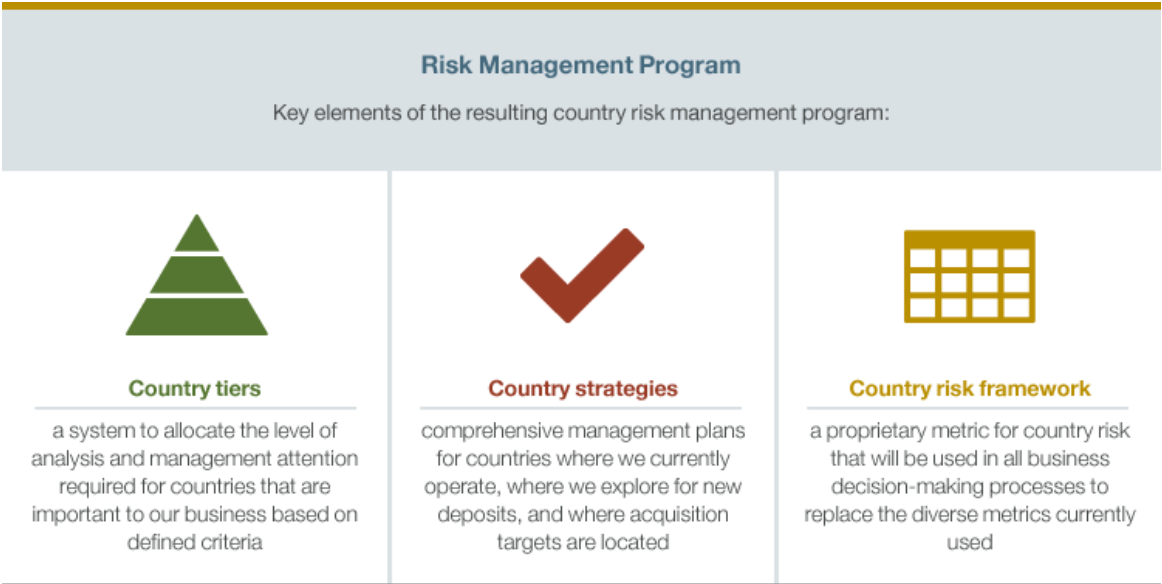 Risk Management Program
Key elements of the resulting country risk management program:
Country tiers
a system to allocate the level of
analysis and management attention
required for countries that are
important to our business based on
defined criteria
Country strategies
comprehensive management plans
for countries where we currently
operate, where we explore for new
deposits, and where acquisition
targets are located
Country risk framework
a proprietary metric for country risk
that will be used in all business
decision-making processes to
replace the diverse metrics currently
used